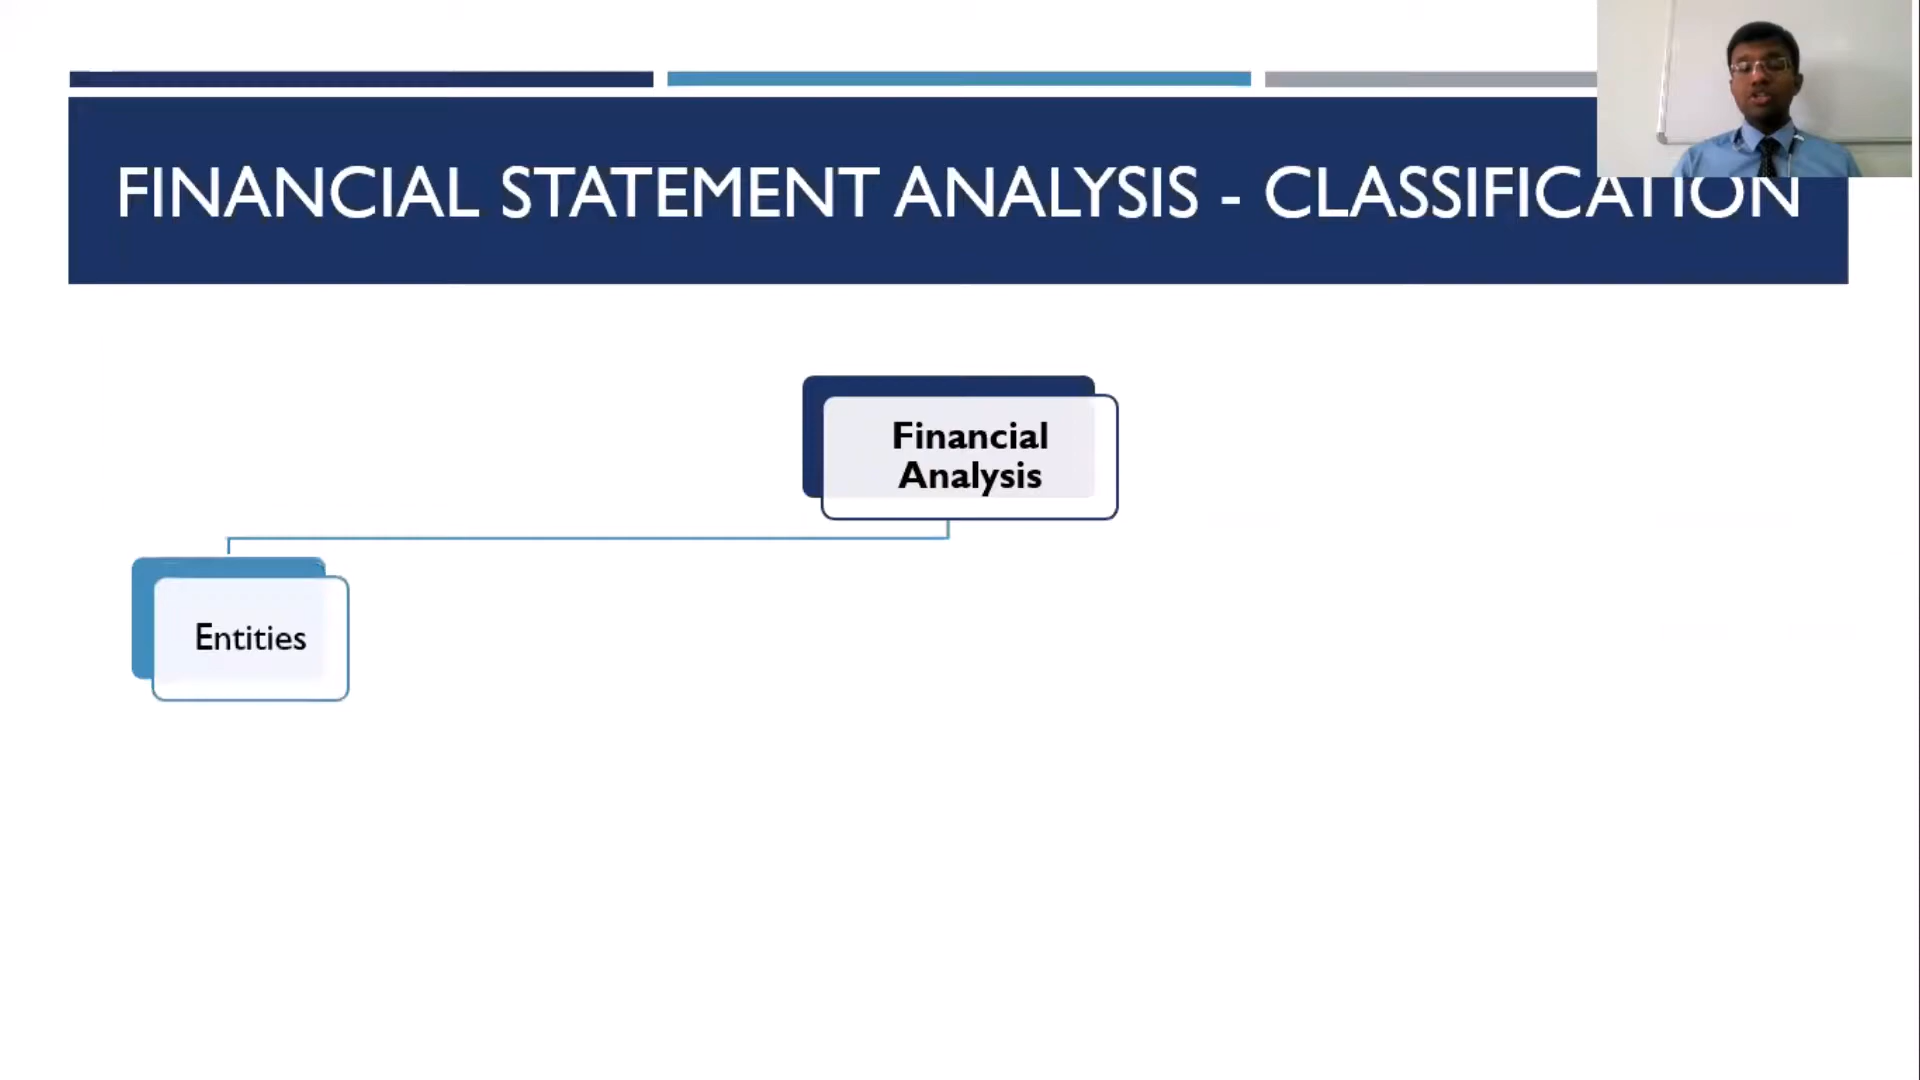 FINANCIAL STATEMENT ANALYSIS - CLASSIFICATION
Financial
Analysis
Entities